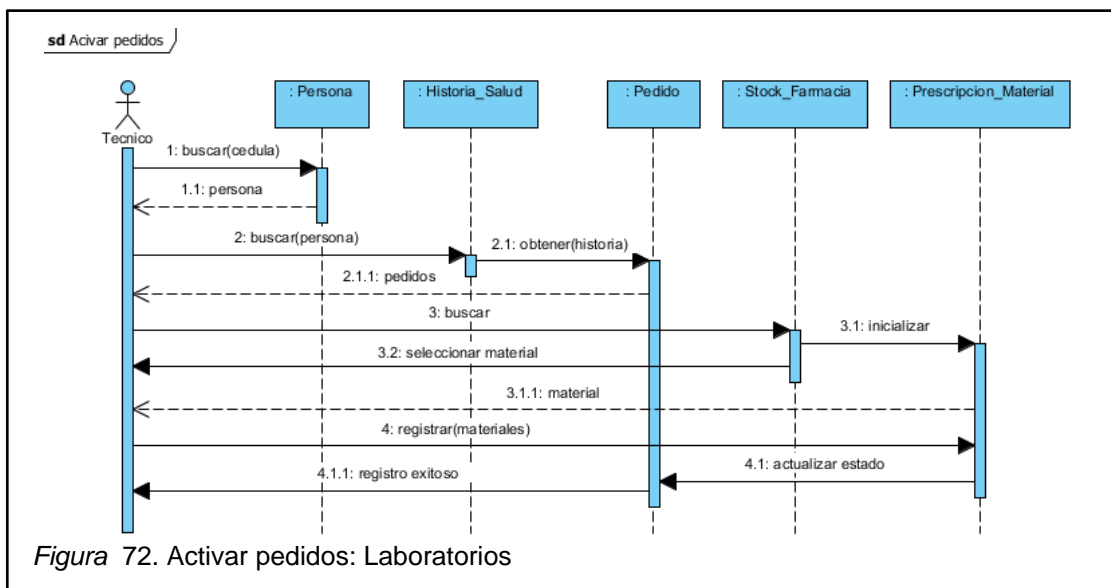 sd Acivar pedidos
: Persona
: Historia_Salud
: Pedido
: Stock_Farmacia
: Prescripcion_Material
Tecnico
1: buscar(cedula)
1.1: persona
2: buscar(persona)
2.1: obtener(historia)
2.1.1: pedidos
3: buscar
3.1: inicializar
3.2: seleccionar material
3.1.1: material
4: registrar(materiales)
4.1: actualizar estado
4.1.1: registro exitoso
Figura 72. Activar pedidos: Laboratorios